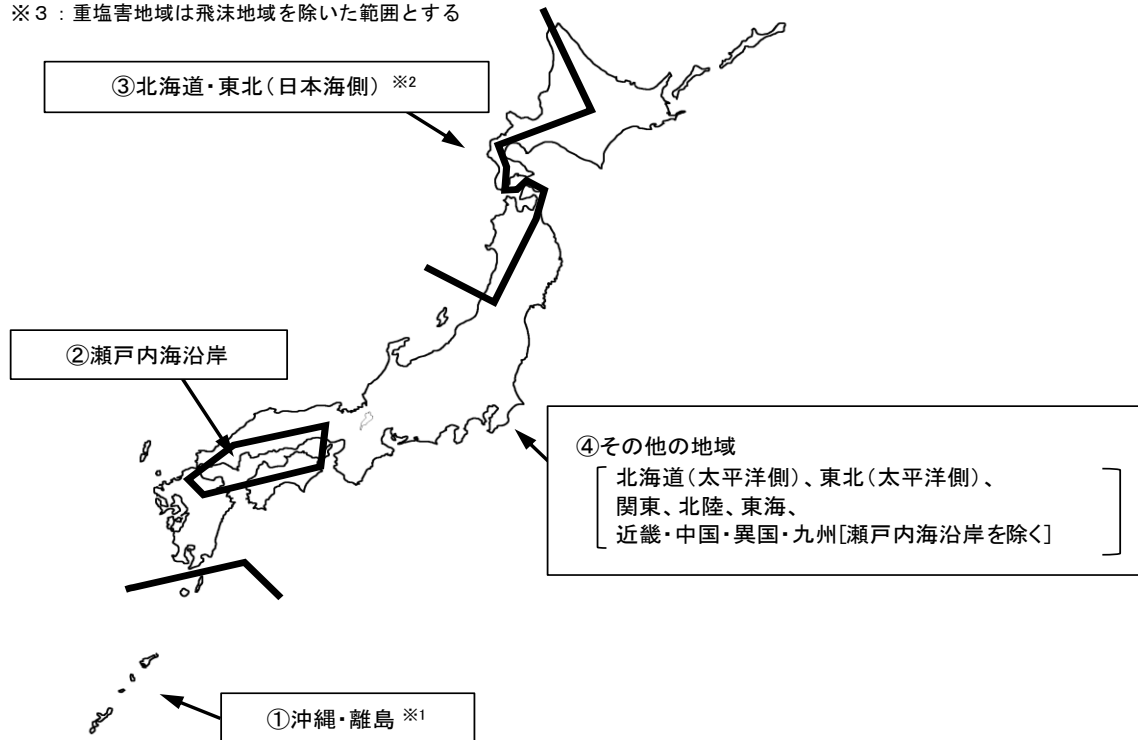 ※３：重塩害地域は飛沫地域を除いた範囲とする
③北海道・東北（日本海側）※2
②瀬戸内海沿岸
④その他の地域
北海道（太平洋側）、東北（太平洋側）、
関東、北陸、東海、
近畿・中国・異国・九州[瀬戸内海沿岸を除く]
①沖縄・離島 ※1